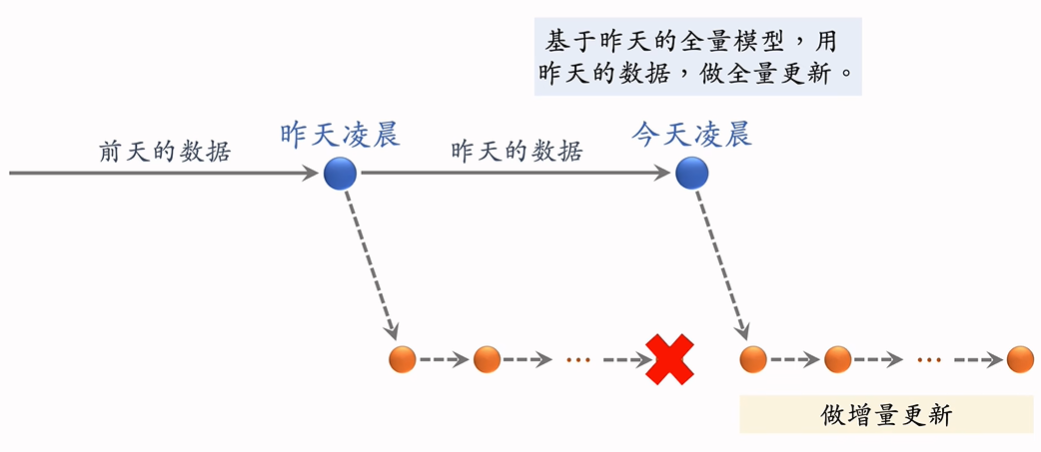 基于昨天的全量模型，用
昨天的数据，做全量更新。
昨天凌晨
今天凌晨
前天的数据
昨天的数据
...
...
做增量更新